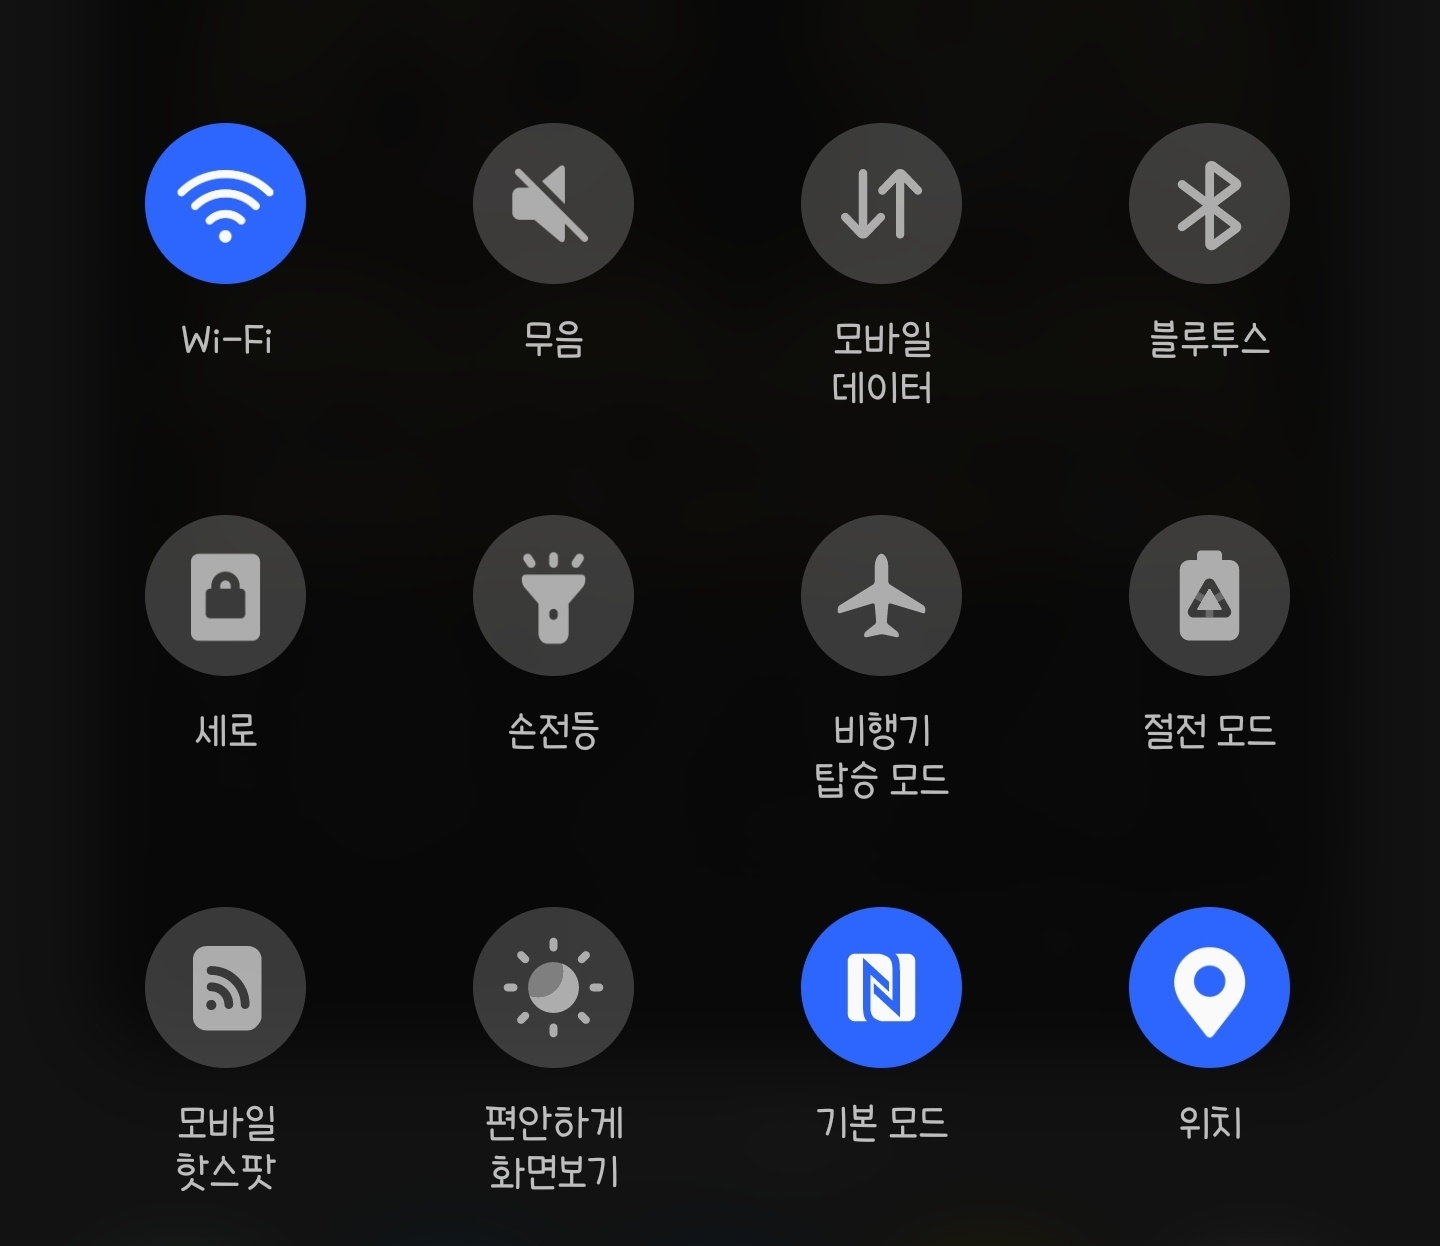 Wi-Fi
무음
모바일
데이터
블루투스
세로
손전등
비행기
탑승 모드
절전 모드
모바일
핫스팟
편안하게
화면보기
기본 모드
위치